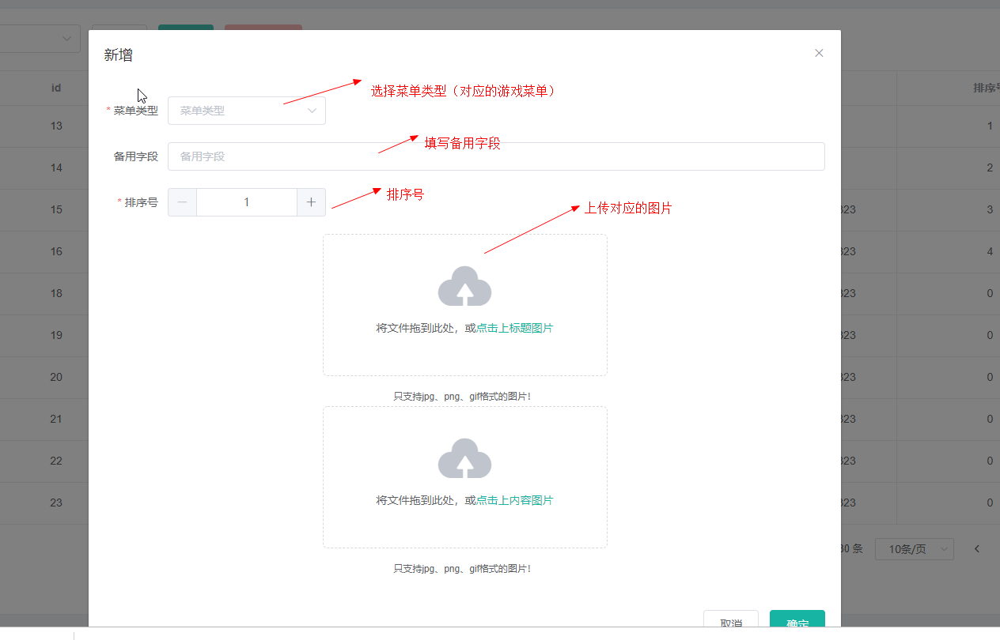 新增
选择菜单类型（对应的游戏菜单）
* 菜单类型
菜单类型
填写备用字段
备用字段
备用字段
排序号
* 排序号
1
上传对应的图片
将文件拖到此处，或点击上标题图片
只支持jpg、png、gif格式的图片!
将文件拖到此处，或点击上内容图片
只支持jpg、png、gif格式的图片!
取消
确定
id
排序号
13
1
14
2
15
323
3
16
323
4
18
323
0
19
323
0
20
323
0
21
323
0
22
323
0
23
323
0
条
10条/页